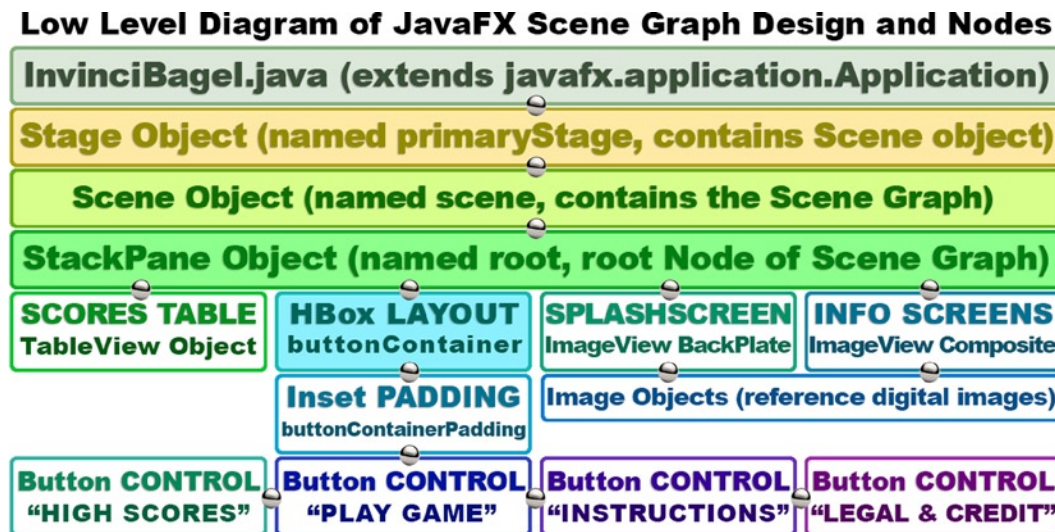 Low Level Diagram of JavaFX Scene Graph Design and Nodes
InvinciBagel.java (extends javafx.application.Application)
Stage Object (named primaryStage, contains Scene object)
Scene Object (named scene, contains the Scene Graph)
StackPane Object (named root, root Node of Scene Graph)
SCORES TABLE
TableView Object
HBox LAYOUT
buttonContainer
SPLASHSCREEN
ImageView BackPlate
INFO SCREENS
ImageView Composite
Inset PADDING
buttonContainerPadding
Image Objects (reference digital images)
Button CONTROL
“HIGH SCORES”
Button CONTROL
“PLAY GAME”
Button CONTROL
“INSTRUCTIONS”
Button CONTROL
“LEGAL & CREDIT”